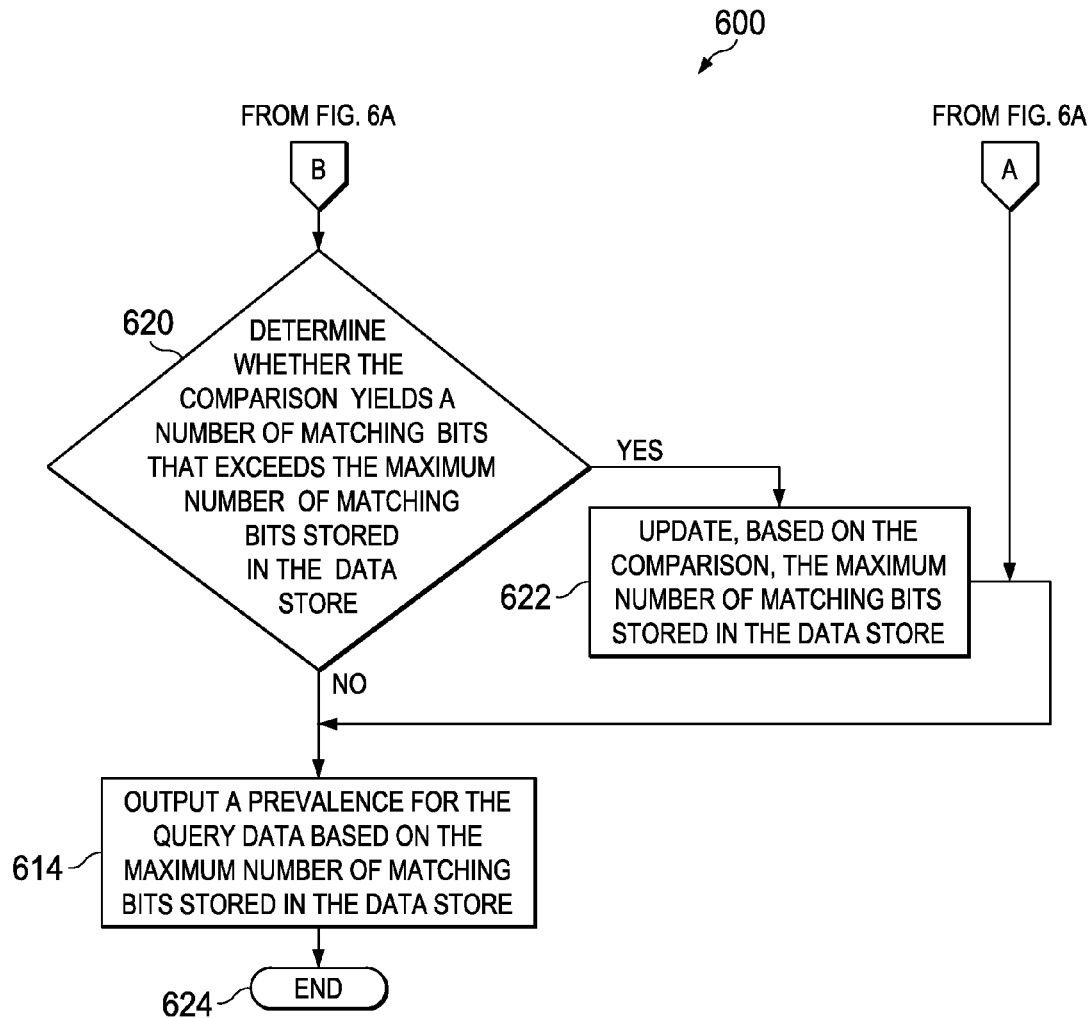 600
FROM FIG. 6A
B
FROM FIG. 6A
A
620
DETERMINE
WHETHER THE
COMPARISON YIELDS A
NUMBER OF MATCHING BITS
THAT EXCEEDS THE MAXIMUM
NUMBER OF MATCHING
BITS STORED
IN THE DATA
STORE
YES
622
UPDATE, BASED ON THE
COMPARISON, THE MAXIMUM
NUMBER OF MATCHING BITS
STORED IN THE DATA STORE
NO
614
OUTPUT A PREVALENCE FOR THE
QUERY DATA BASED ON THE
MAXIMUM NUMBER OF MATCHING
BITS STORED IN THE DATA STORE
624
END